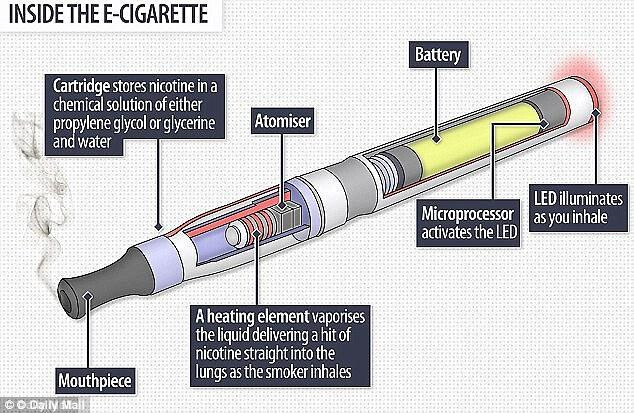 INSIDE THE E-CIGARETTE
Cartridge stores nicotine in a
chemical solution of either
propylene glycol or glycerine
and water
Atomiser
Battery
Microprocessor
activates the LED
LED illuminates
as you inhale
A heating element vaporises
the liquid delivering a hit of
nicotine straight into the
lungs as the smoker inhales
Mouthpiece
© Daily Mail